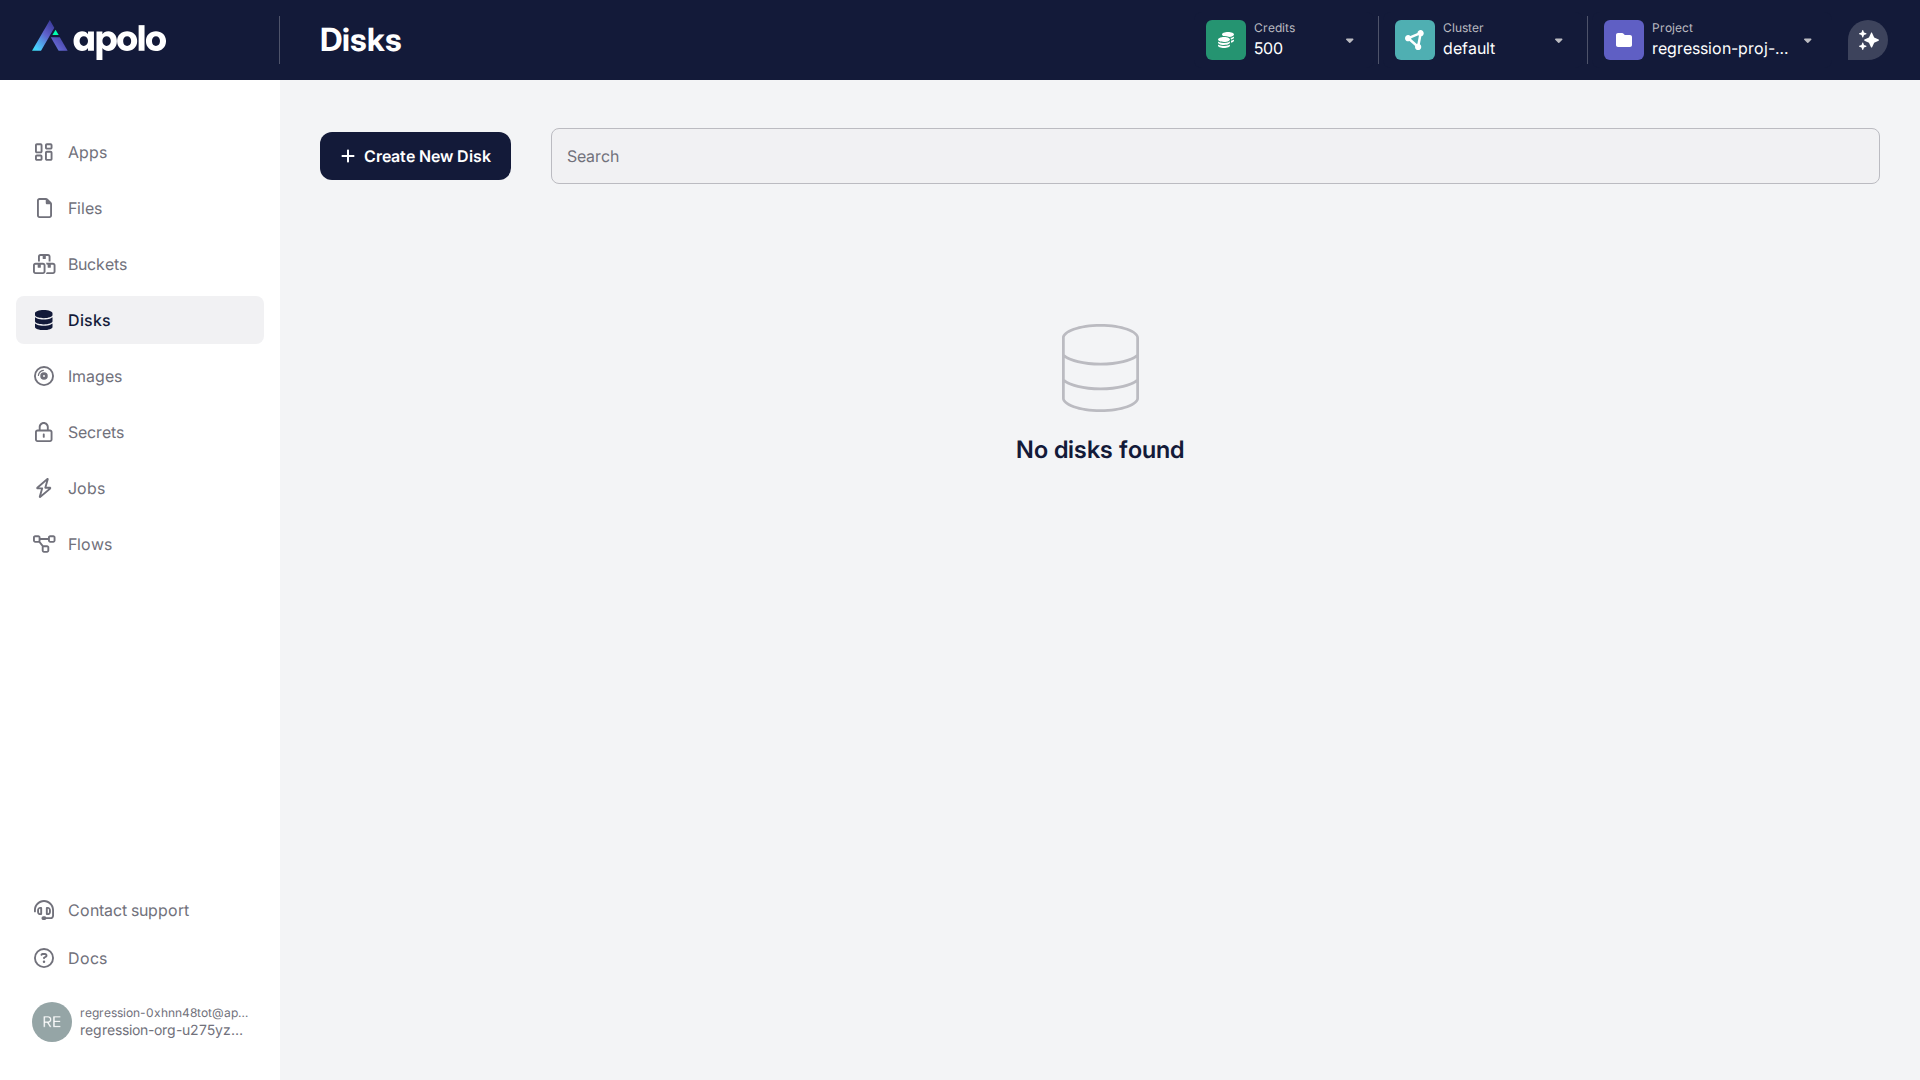 apolo
Disks
Credits
500
Cluster
default
Project
regression-proj-...
Apps
Files
Buckets
Disks
Images
Secrets
Jobs
Flows
Create New Disk
Search
No disks found
Contact support
Docs
RE
regression-0xhnn48tot@ap...
regression-org-u275yz...